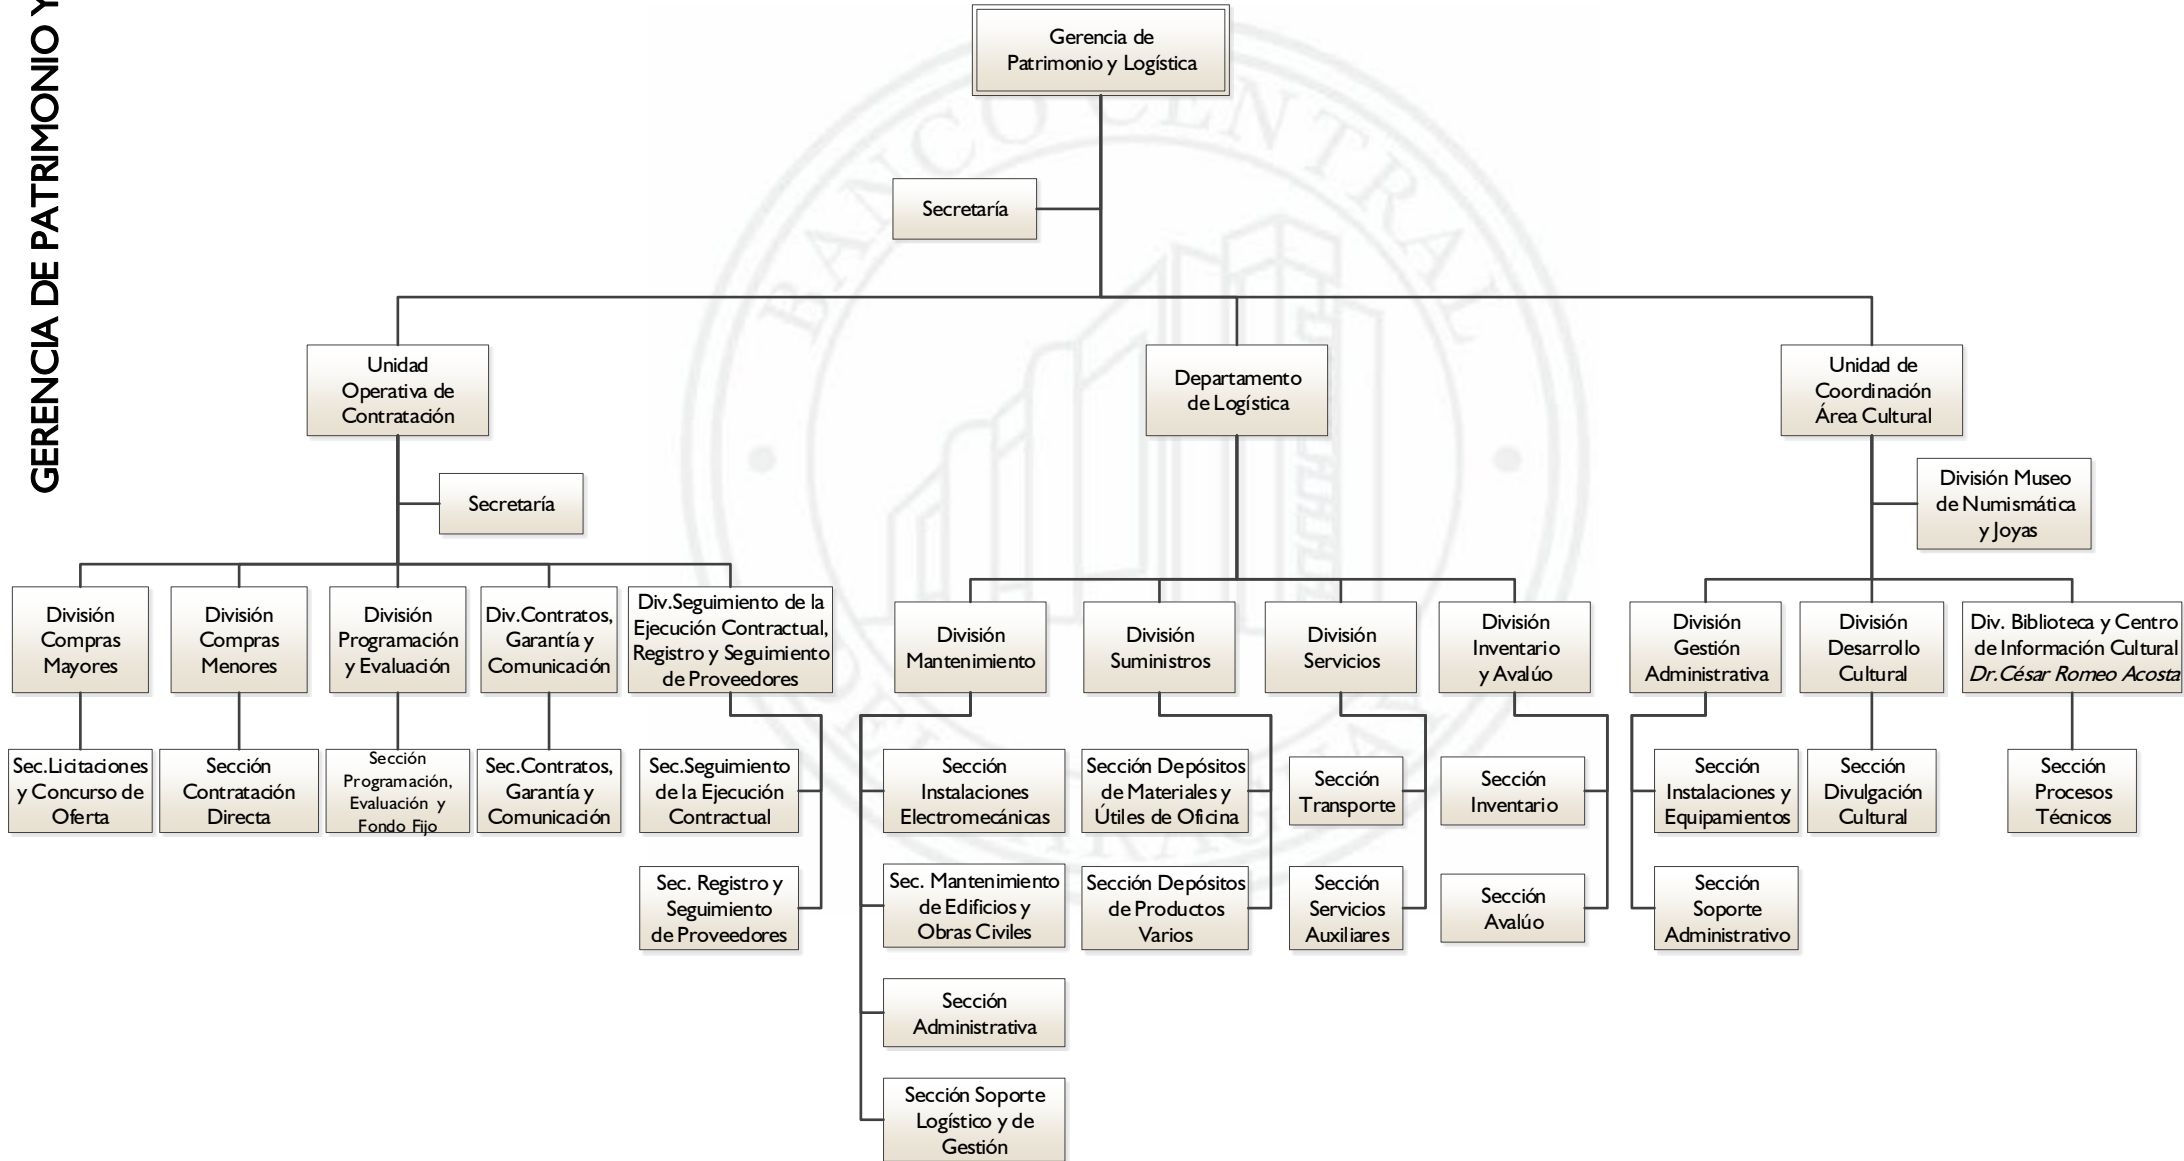 GERENCIA DE PATRIMONIO Y
Gerencia de
Patrimonio y Logística
BANCO CENTRAL
Secretaría
Unidad
Operativa de
Contratación
Departamento
de Logística
Unidad de
Coordinación
Área Cultural
Secretaría
División Museo
de Numismática
y Joyas
División
Compras
Mayores
División
Compras
Menores
División
Programación
y Evaluación
Div.Contratos,
Garantía y
Comunicación
Div.Seguimiento de la
Ejecución Contractual,
Registro y Seguimiento
de Proveedores
División
Mantenimiento
División
Suministros
División
Servicios
División
Inventario
y Avalúo
División
Gestión
Administrativa
División
Desarrollo
Cultural
Div. Biblioteca y Centro
de Información Cultural
Dr.César Romeo Acosta
Sec.Licitaciones
y Concurso de
Oferta
Sección
Contratación
Directa
Sección
Programación,
Evaluación y
Fondo Fijo
Sec.Contratos,
Garantía y
Comunicación
Sec.Seguimiento
de la Ejecución
Contractual
Sección
Instalaciones
Electromecánicas
Sección Depósitos
de Materiales y
Útiles de Oficina
Sección
Transporte
Sección
Inventario
Sección
Instalaciones y
Equipamientos
Sección
Divulgación
Cultural
Sección
Procesos
Técnicos
Sec. Registro y
Seguimiento
de Proveedores
Sec. Mantenimiento
de Edificios y
Obras Civiles
Sección Depósitos
de Productos
Varios
Sección
Servicios
Auxiliares
Sección
Avalúo
Sección
Soporte
Administrativo
Sección
Administrativa
Sección Soporte
Logístico y de
Gestión